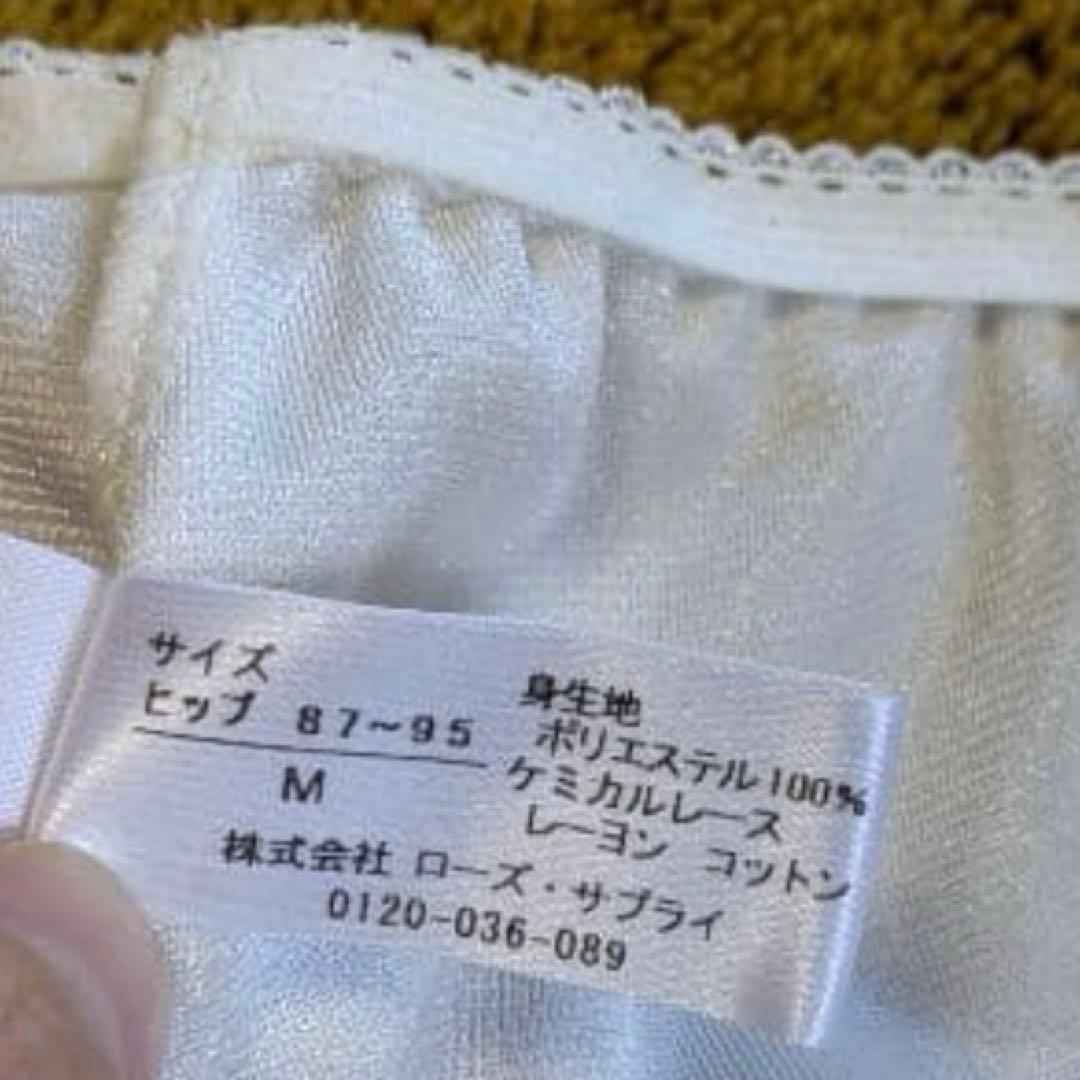 サイズ
ヒップ 87~95
M
身生地
ポリエステル100%
ケミカルレース
レーヨン コットン
株式会社 ローズ・サプライ
0120-036-089